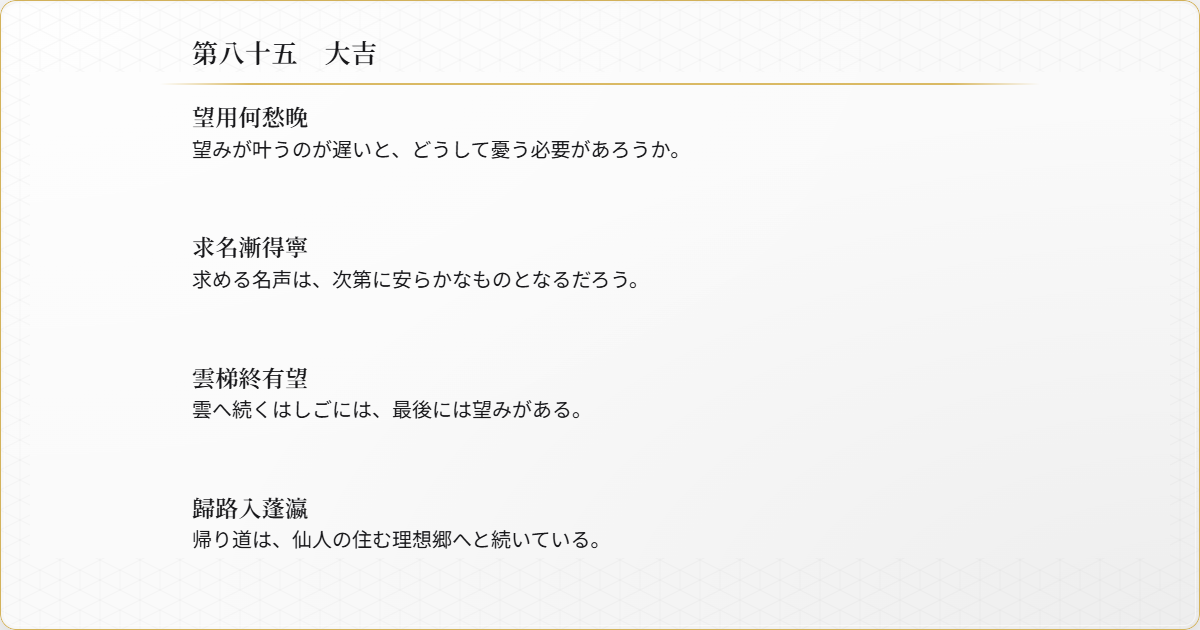 第八十五　大吉
望用何愁晩
望みが叶うのが遅いと、どうして憂う必要があろうか。
求名漸得寧
求める名声は、次第に安らかなものとなるだろう。
雲梯終有望
雲へ続くはしごには、最後には望みがある。
歸路入蓬瀛
帰り道は、仙人の住む理想郷へと続いている。